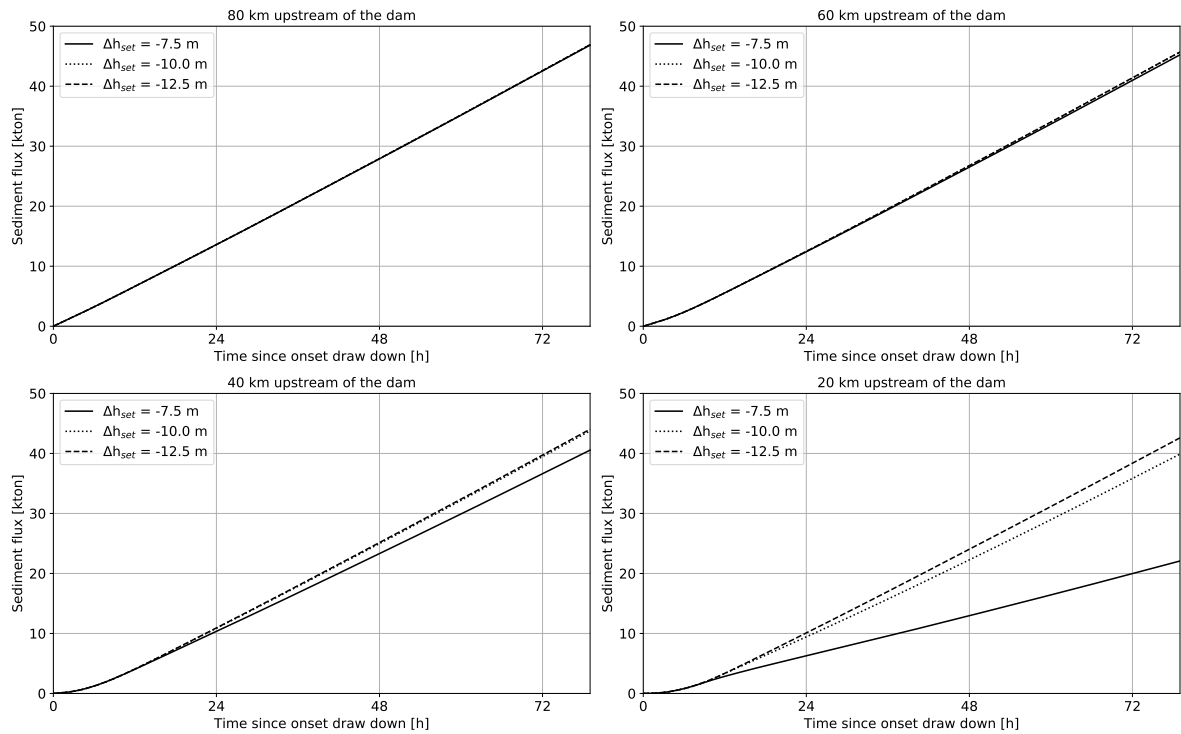 80 km upstream of the dam
50
40
30
20
10
0
Sediment flux [kton]
Δh_set = -7.5 m
Δh_set = -10.0 m
Δh_set = -12.5 m
0 24 48 72
Time since onset draw down [h]
60 km upstream of the dam
50
40
30
20
10
0
Sediment flux [kton]
Δh_set = -7.5 m
Δh_set = -10.0 m
Δh_set = -12.5 m
0 24 48 72
Time since onset draw down [h]
40 km upstream of the dam
50
40
30
20
10
0
Sediment flux [kton]
Δh_set = -7.5 m
Δh_set = -10.0 m
Δh_set = -12.5 m
0 24 48 72
Time since onset draw down [h]
20 km upstream of the dam
50
40
30
20
10
0
Sediment flux [kton]
Δh_set = -7.5 m
Δh_set = -10.0 m
Δh_set = -12.5 m
0 24 48 72
Time since onset draw down [h]